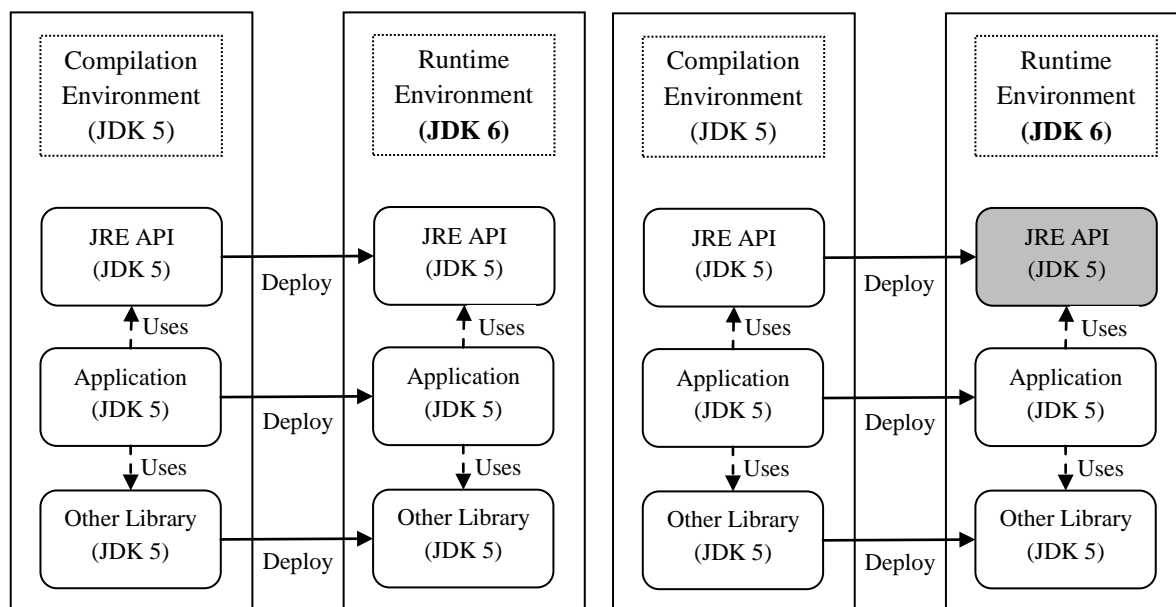 Compilation
Environment
(JDK 5)
Runtime
Environment
(JDK 6)
JRE API
(JDK 5)
Deploy
JRE API
(JDK 5)
Uses
Uses
Application
(JDK 5)
Deploy
Application
(JDK 5)
Uses
Uses
Other Library
(JDK 5)
Deploy
Other Library
(JDK 5)
Compilation
Environment
(JDK 5)
Runtime
Environment
(JDK 6)
JRE API
(JDK 5)
Deploy
JRE API
(JDK 5)
Uses
Uses
Application
(JDK 5)
Deploy
Application
(JDK 5)
Uses
Uses
Other Library
(JDK 5)
Deploy
Other Library
(JDK 5)